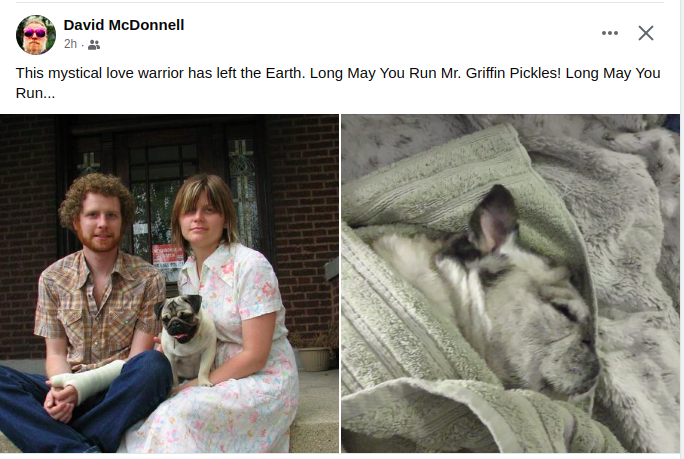 David McDonnell
2h ·
This mystical love warrior has left the Earth. Long May You Run Mr. Griffin Pickles! Long May You
Run...